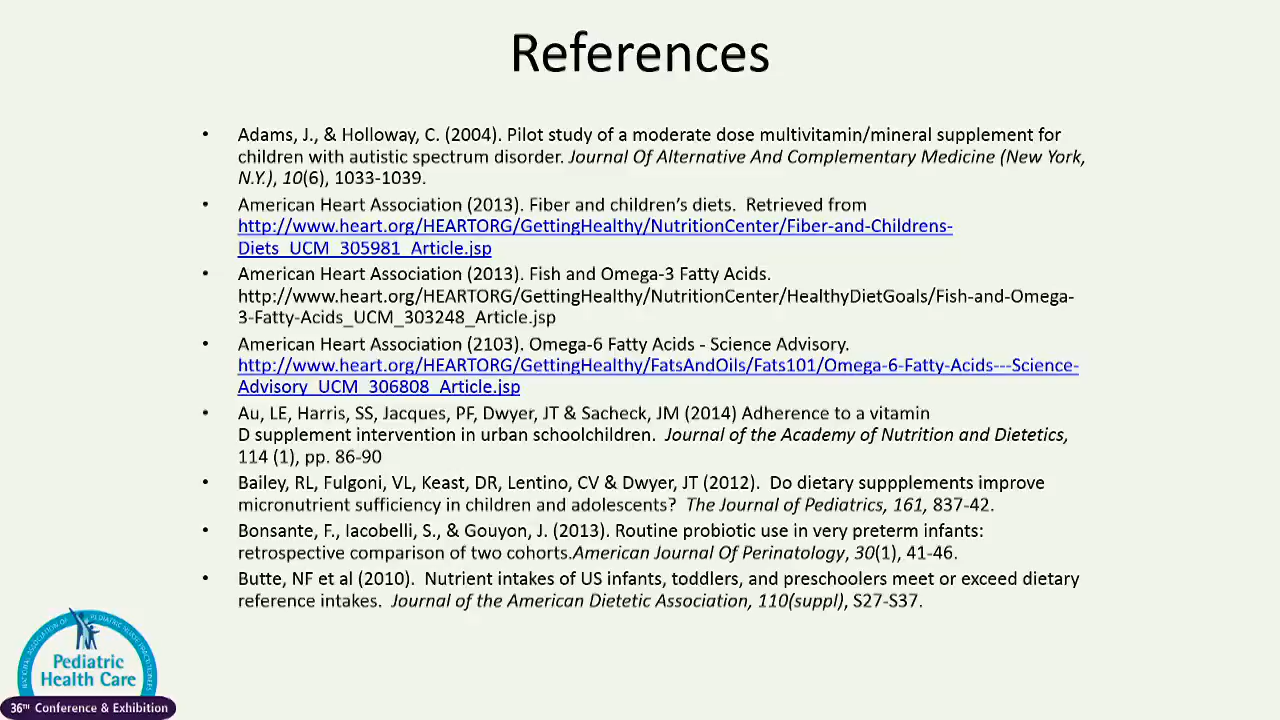 References
• Adams, J., & Holloway, C. (2004). Pilot study of a moderate dose multivitamin/mineral supplement for
children with autistic spectrum disorder. Journal Of Alternative And Complementary Medicine (New York,
N.Y.), 10(6), 1033-1039.
• American Heart Association (2013). Fiber and children’s diets.  Retrieved from
http://www.heart.org/HEARTORG/GettingHealthy/NutritionCenter/Fiber-and-Childrens-
Diets_UCM_305981_Article.jsp
• American Heart Association (2013). Fish and Omega-3 Fatty Acids.
http://www.heart.org/HEARTORG/GettingHealthy/NutritionCenter/HealthyDietGoals/Fish-and-Omega-
3-Fatty-Acids_UCM_303248_Article.jsp
• American Heart Association (2103). Omega-6 Fatty Acids - Science Advisory.
http://www.heart.org/HEARTORG/GettingHealthy/FatsAndOils/Fats101/Omega-6-Fatty-Acids---Science-
Advisory_UCM_306808_Article.jsp
• Au, LE, Harris, SS, Jacques, PF, Dwyer, JT & Sacheck, JM (2014) Adherence to a vitamin
D supplement intervention in urban schoolchildren.  Journal of the Academy of Nutrition and Dietetics,
114 (1), pp. 86-90
• Bailey, RL, Fulgoni, VL, Keast, DR, Lentino, CV & Dwyer, JT (2012).  Do dietary suppplements improve
micronutrient sufficiency in children and adolescents?  The Journal of Pediatrics, 161, 837-42.
• Bonsante, F., Iacobelli, S., & Gouyon, J. (2013). Routine probiotic use in very preterm infants:
retrospective comparison of two cohorts.American Journal Of Perinatology, 30(1), 41-46.
• Butte, NF et al (2010).  Nutrient intakes of US infants, toddlers, and preschoolers meet or exceed dietary
reference intakes.  Journal of the American Dietetic Association, 110(suppl), S27-S37.
NATIONAL ASSOCIATION OF PEDIATRIC NURSE PRACTITIONERS
Pediatric
Health Care
36TH Conference & Exhibition